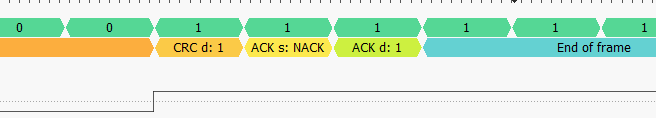 0 0 1 1 1 1 1 1
CRC d: 1 ACK s: NACK ACK d: 1 End of frame